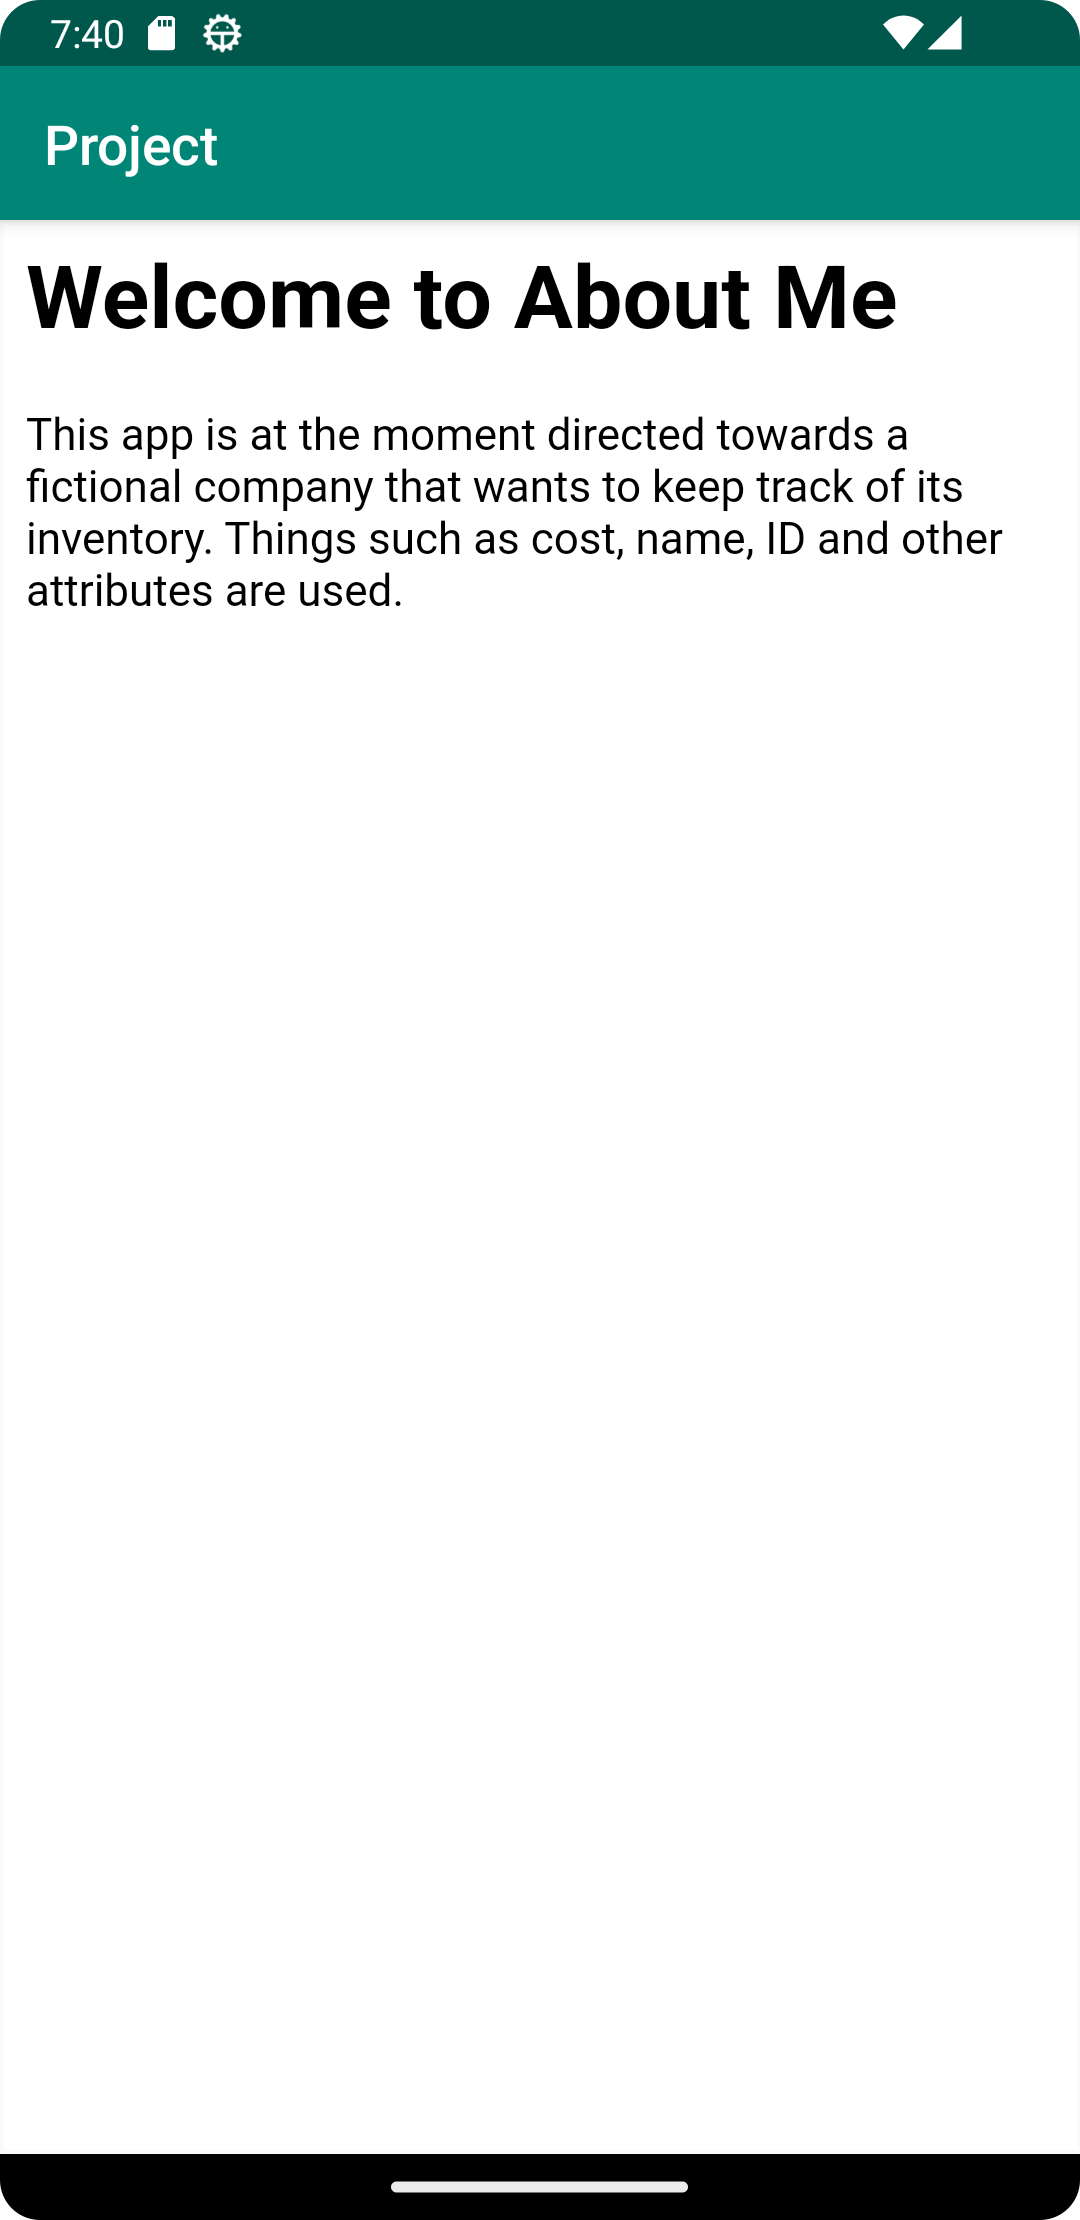 7:40
Project
Welcome to About Me
This app is at the moment directed towards a
fictional company that wants to keep track of its
inventory. Things such as cost, name, ID and other
attributes are used.